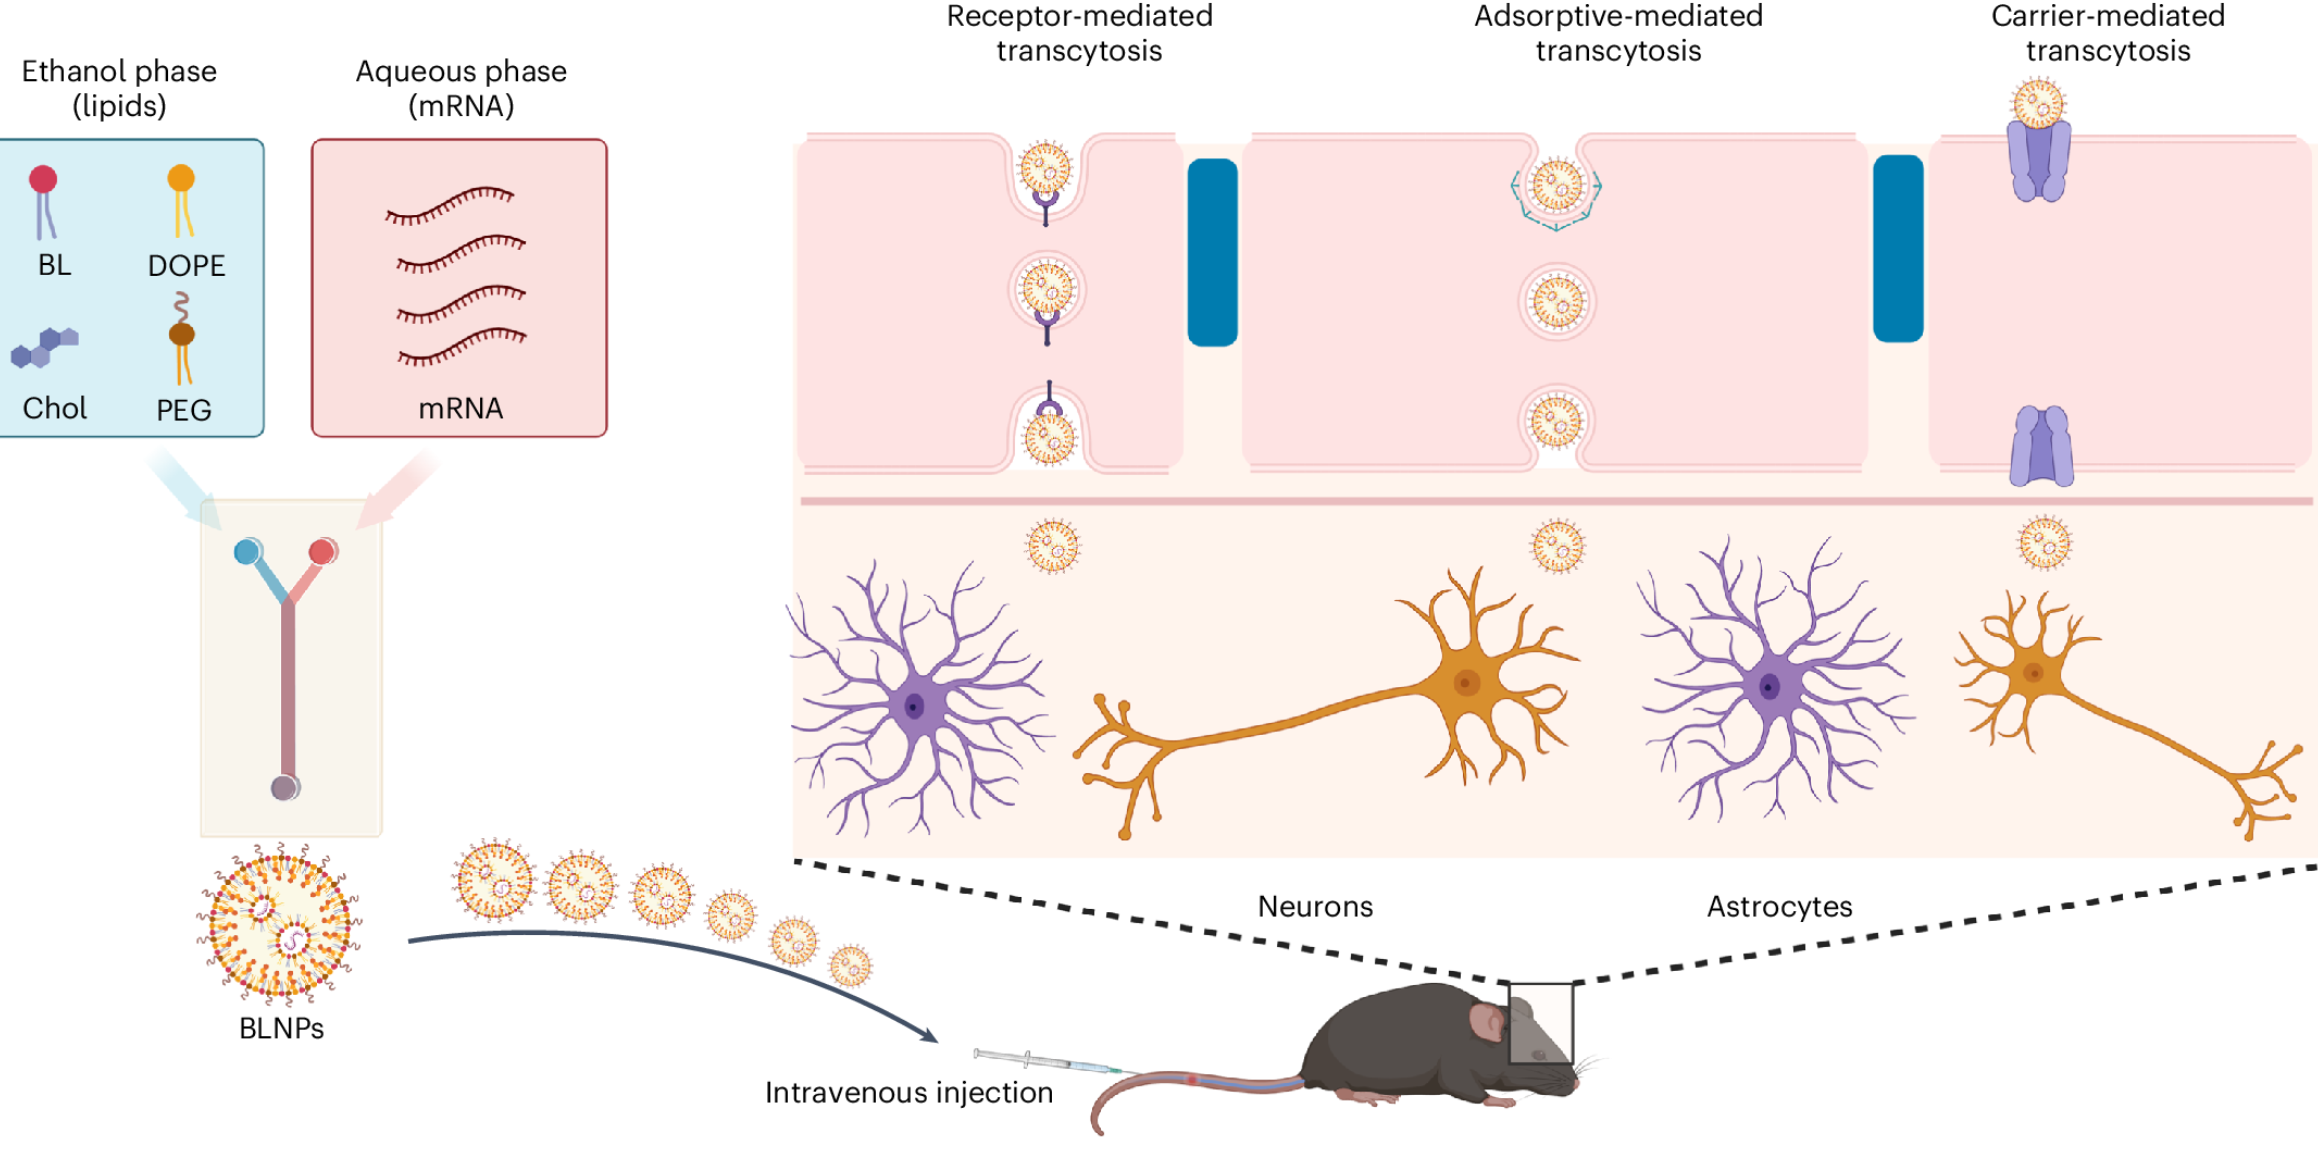 Receptor-mediated
transcytosis
Adsorptive-mediated
transcytosis
Carrier-mediated
transcytosis
Ethanol phase
(lipids)
Aqueous phase
(mRNA)
BL
DOPE
Chol
PEG
mRNA
BLNPs
Neurons
Astrocytes
Intravenous injection